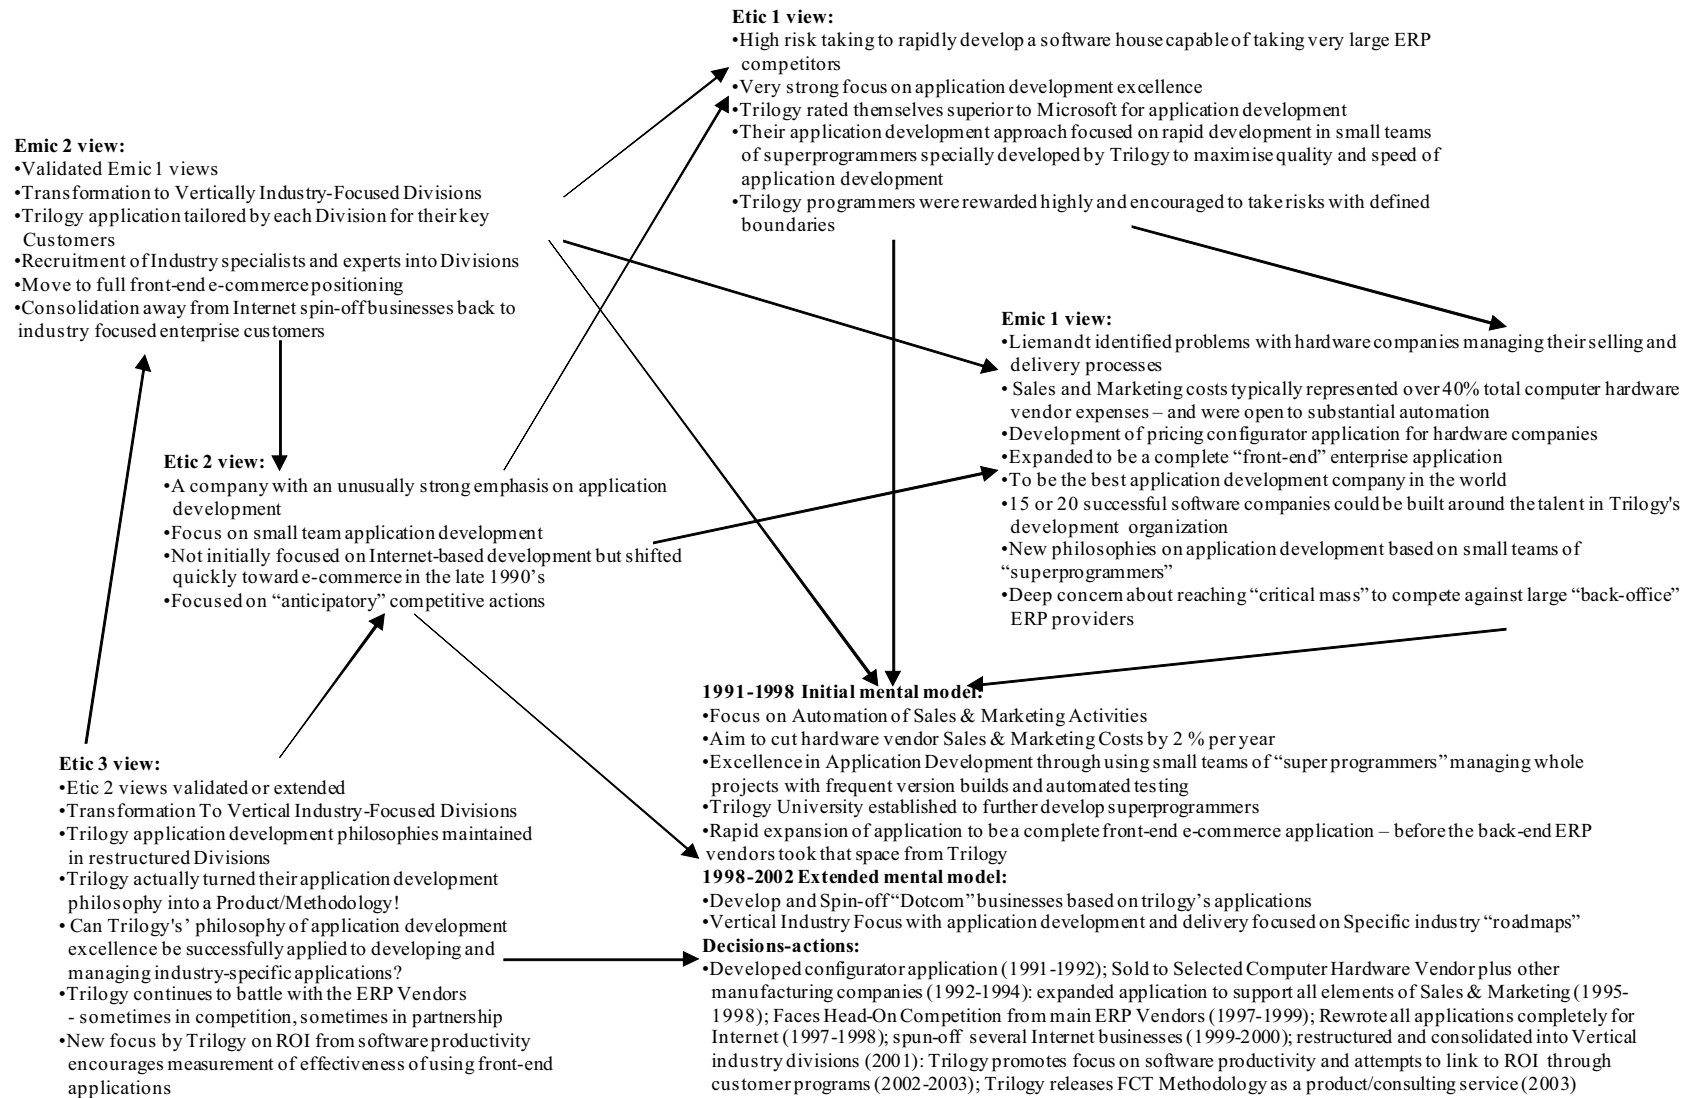 Etic 1 view:
•High risk taking to rapidly develop a software house capable of taking very large ERP
competitors
•Very strong focus on application development excellence
•Trilogy rated themselves superior to Microsoft for application development
•Their application development approach focused on rapid development in small teams
of superprogrammers specially developed by Trilogy to maximise quality and speed of
application development
•Trilogy programmers were rewarded highly and encouraged to take risks with defined
boundaries
Emic 2 view:
•Validated Emic 1 views
•Transformation to Vertically Industry-Focused Divisions
•Trilogy application tailored by each Division for their key
Customers
•Recruitment of Industry specialists and experts into Divisions
•Move to full front-end e-commerce positioning
•Consolidation away from Internet spin-off businesses back to
industry focused enterprise customers
Emic 1 view:
•Liemandt identified problems with hardware companies managing their selling and
delivery processes
• Sales and Marketing costs typically represented over 40% total computer hardware
vendor expenses – and were open to substantial automation
•Development of pricing configurator application for hardware companies
•Expanded to be a complete “front-end” enterprise application
•To be the best application development company in the world
•15 or 20 successful software companies could be built around the talent in Trilogy's
development organization
•New philosophies on application development based on small teams of
“superprogrammers”
•Deep concern about reaching “critical mass” to compete against large “back-office”
ERP providers
Etic 2 view:
•A company with an unusually strong emphasis on application
development
•Focus on small team application development
•Not initially focused on Internet-based development but shifted
quickly toward e-commerce in the late 1990’s
•Focused on “anticipatory” competitive actions
Etic 3 view:
•Etic 2 views validated or extended
•Transformation To Vertical Industry-Focused Divisions
•Trilogy application development philosophies maintained
in restructured Divisions
•Trilogy actually turned their application development
philosophy into a Product/Methodology!
• Can Trilogy's’ philosophy of application development
excellence be successfully applied to developing and
managing industry-specific applications?
•Trilogy continues to battle with the ERP Vendors
- sometimes in competition, sometimes in partnership
•New focus by Trilogy on ROI from software productivity
encourages measurement of effectiveness of using front-end
applications
1991-1998 Initial mental model:
•Focus on Automation of Sales & Marketing Activities
•Aim to cut hardware vendor Sales & Marketing Costs by 2 % per year
•Excellence in Application Development through using small teams of “super programmers” managing whole
projects with frequent version builds and automated testing
•Trilogy University established to further develop superprogrammers
•Rapid expansion of application to be a complete front-end e-commerce application – before the back-end ERP
vendors took that space from Trilogy
1998-2002 Extended mental model:
•Develop and Spin-off “Dotcom” businesses based on trilogy’s applications
•Vertical Industry Focus with application development and delivery focused on Specific industry “roadmaps”
Decisions-actions:
•Developed configurator application (1991-1992); Sold to Selected Computer Hardware Vendor plus other
manufacturing companies (1992-1994): expanded application to support all elements of Sales & Marketing (1995-
1998); Faces Head-On Competition from main ERP Vendors (1997-1999); Rewrote all applications completely for
Internet (1997-1998); spun-off several Internet businesses (1999-2000); restructured and consolidated into Vertical
industry divisions (2001): Trilogy promotes focus on software productivity and attempts to link to ROI through
customer programs (2002-2003); Trilogy releases FCT Methodology as a product/consulting service (2003)